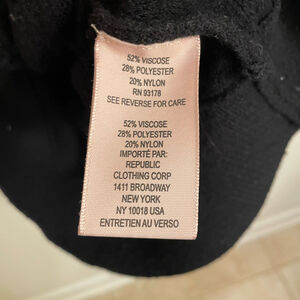 52% VISCOSE
28% POLYESTER
20% NYLON
RN 93178
SEE REVERSE FOR CARE
52% VISCOSE
28% POLYESTER
20% NYLON
IMPORTÉ PAR:
REPUBLIC
CLOTHING CORP
1411 BROADWAY
NEW YORK
NY 10018 USA
ENTRETIEN AU VERSO